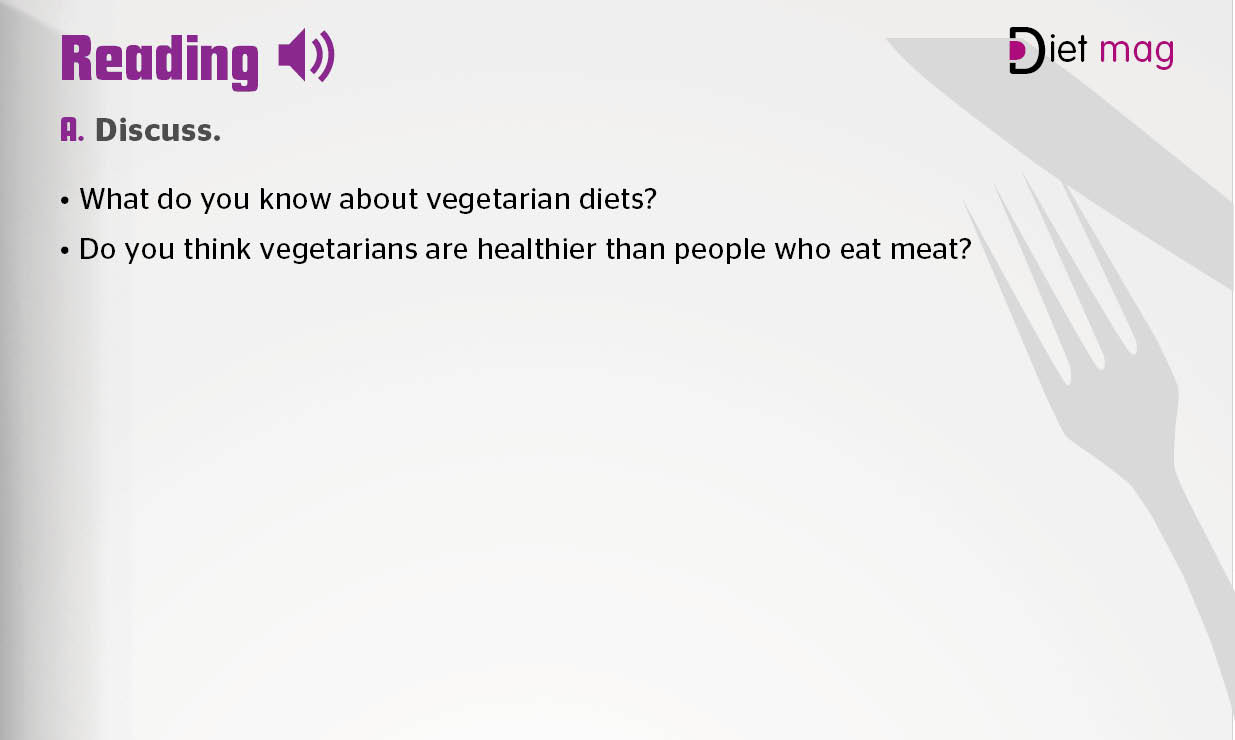 Reading
Diet mag
A. Discuss.
• What do you know about vegetarian diets?
• Do you think vegetarians are healthier than people who eat meat?